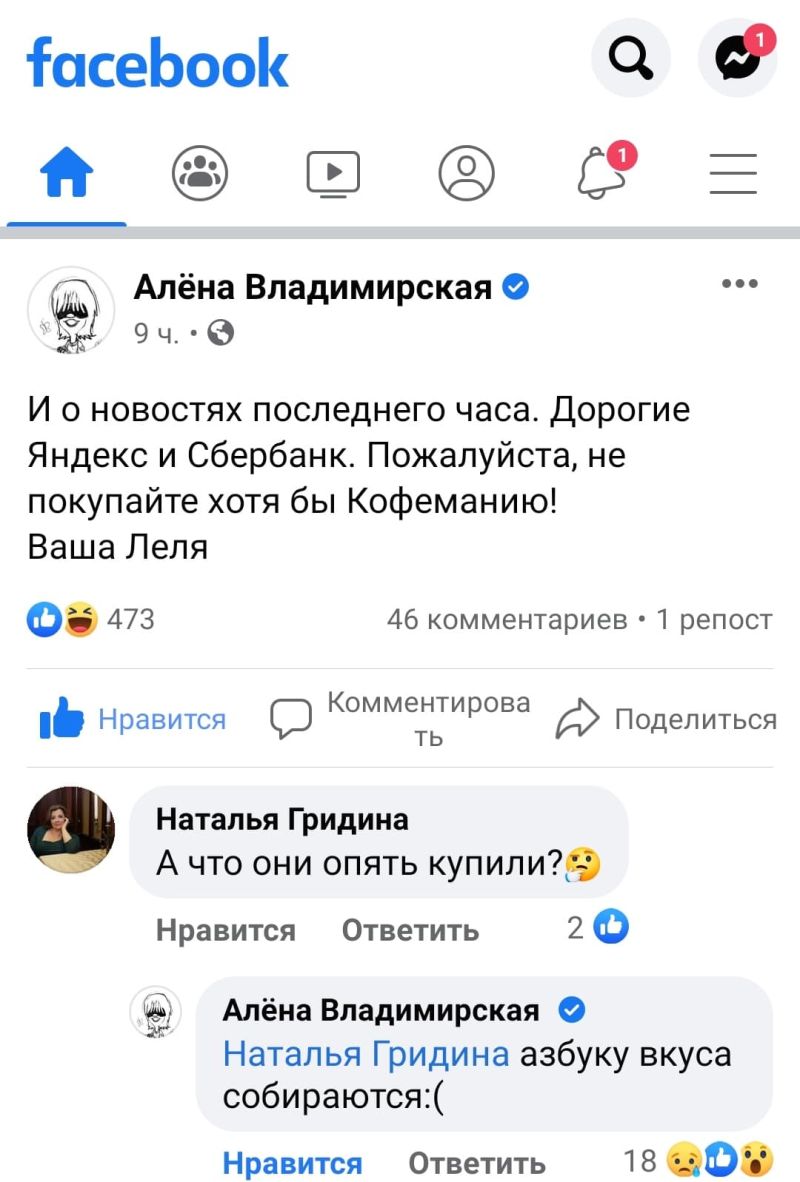 facebook
1
1
Алёна Владимирская
9 ч. •
И о новостях последнего часа. Дорогие
Яндекс и Сбербанк. Пожалуйста, не
покупайте хотя бы Кофеманию!
Ваша Леля
473
46 комментариев • 1 репост
Нравится
Комментирова
ть
Поделиться
Наталья Гридина
А что они опять купили?🤔
Нравится Ответить 2
Алёна Владимирская
Наталья Гридина азбуку вкуса
собираются:(
Нравится Ответить 18